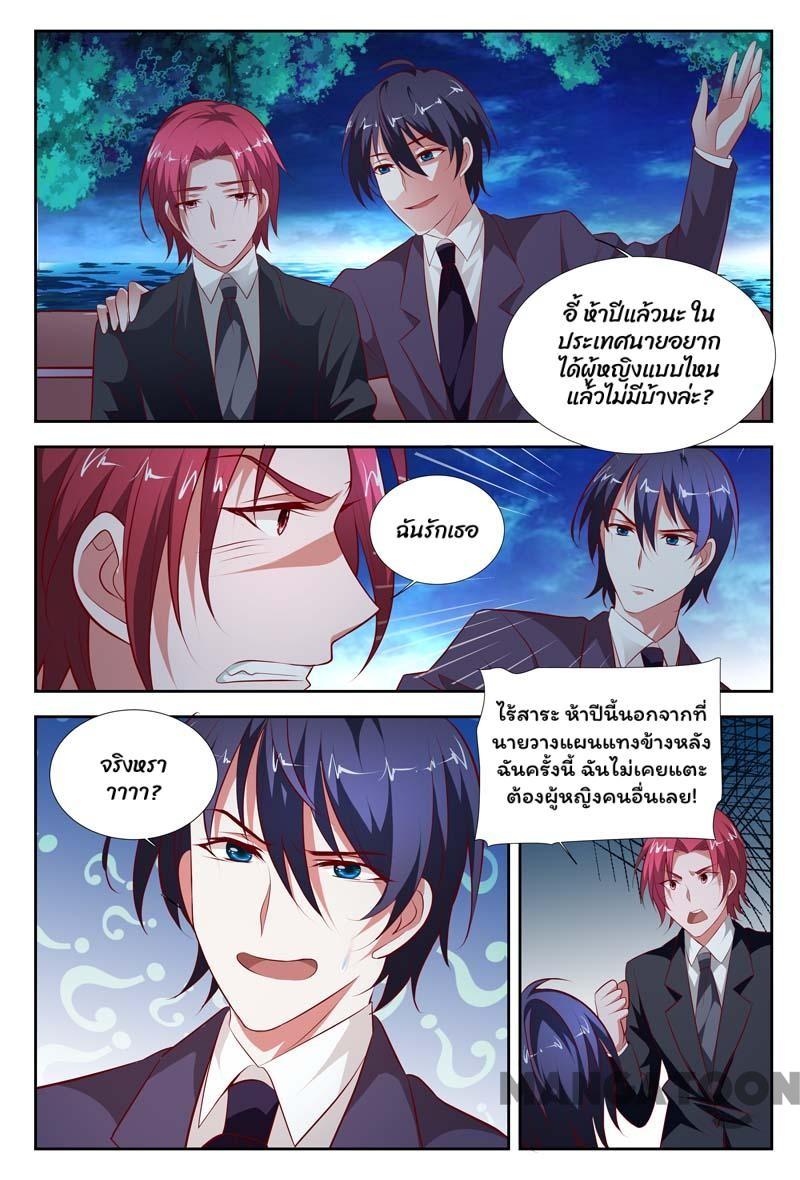 อี้ ห้าปีแล้วนะ ใน
ประเทศนายอยาก
ได้ผู้หญิงแบบไหน
แล้วไม่มีบ้างล่ะ?
ฉันรักเธอ
จริงหรา
าาาา?
ไร้สาระ ห้าปีนี้นอกจากที่
นายวางแผนแทงข้างหลัง
ฉันครั้งนี้ ฉันไม่เคยแตะ
ต้องผู้หญิงคนอื่นเลย!
MANGATOON